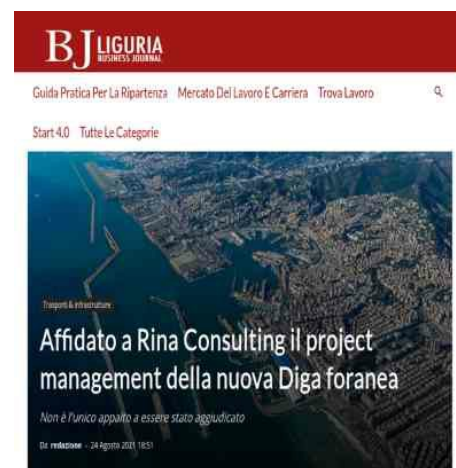 BJ LIGURIA
BUSINESS JOURNAL
Guida Pratica Per La Ripartenza Mercato Del Lavoro E Carriera Trova Lavoro
Start 4.0 Tutte Le Categorie
Trasporti & infrastrutture
Affidato a Rina Consulting il project
management della nuova Diga foranea
Non è l'unico appalto a essere stato aggiudicato
Da redazione - 24 Agosto 2021 18:51